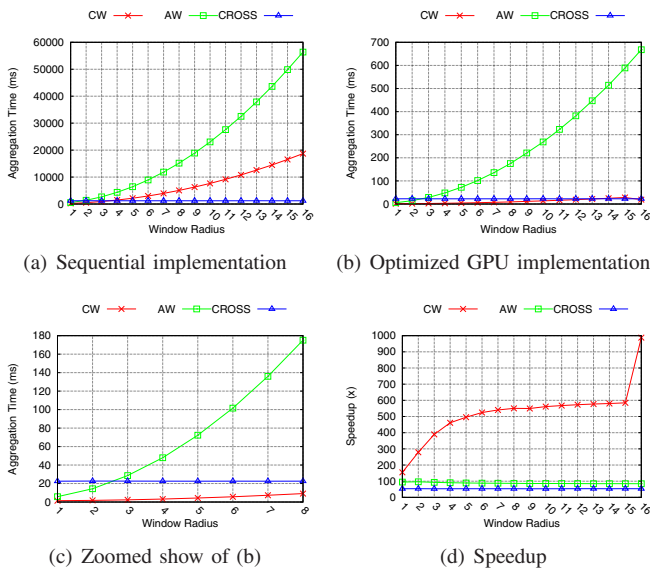 CW AW CROSS
60000
50000
40000
30000
20000
10000
0
Aggregation Time (ms)
1 2 3 4 5 6 7 8 9 10 11 12 13 14 15 16
Window Radius
(a) Sequential implementation
CW AW CROSS
700
600
500
400
300
200
100
0
Aggregation Time (ms)
1 2 3 4 5 6 7 8 9 10 11 12 13 14 15 16
Window Radius
(b) Optimized GPU implementation
CW AW CROSS
180
160
140
120
100
80
60
40
20
0
Aggregation Time (ms)
1 2 3 4 5 6 7 8
Window Radius
(c) Zoomed show of (b)
CW AW CROSS
1000
900
800
700
600
500
400
300
200
100
0
Speedup (x)
1 2 3 4 5 6 7 8 9 10 11 12 13 14 15 16
Window Radius
(d) Speedup